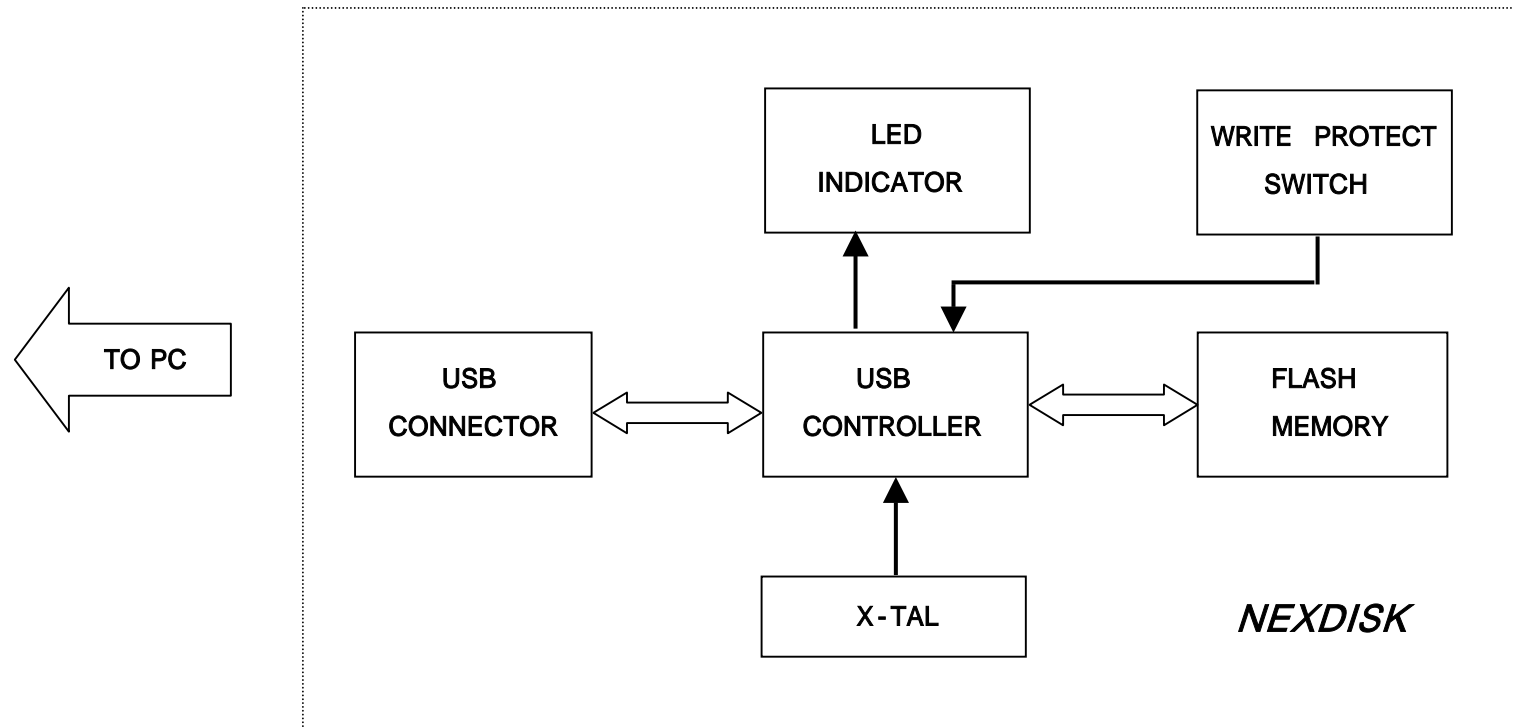 LED
INDICATOR
WRITE PROTECT
SWITCH
TO PC
USB
CONNECTOR
USB
CONTROLLER
FLASH
MEMORY
X-TAL
NEXDISK